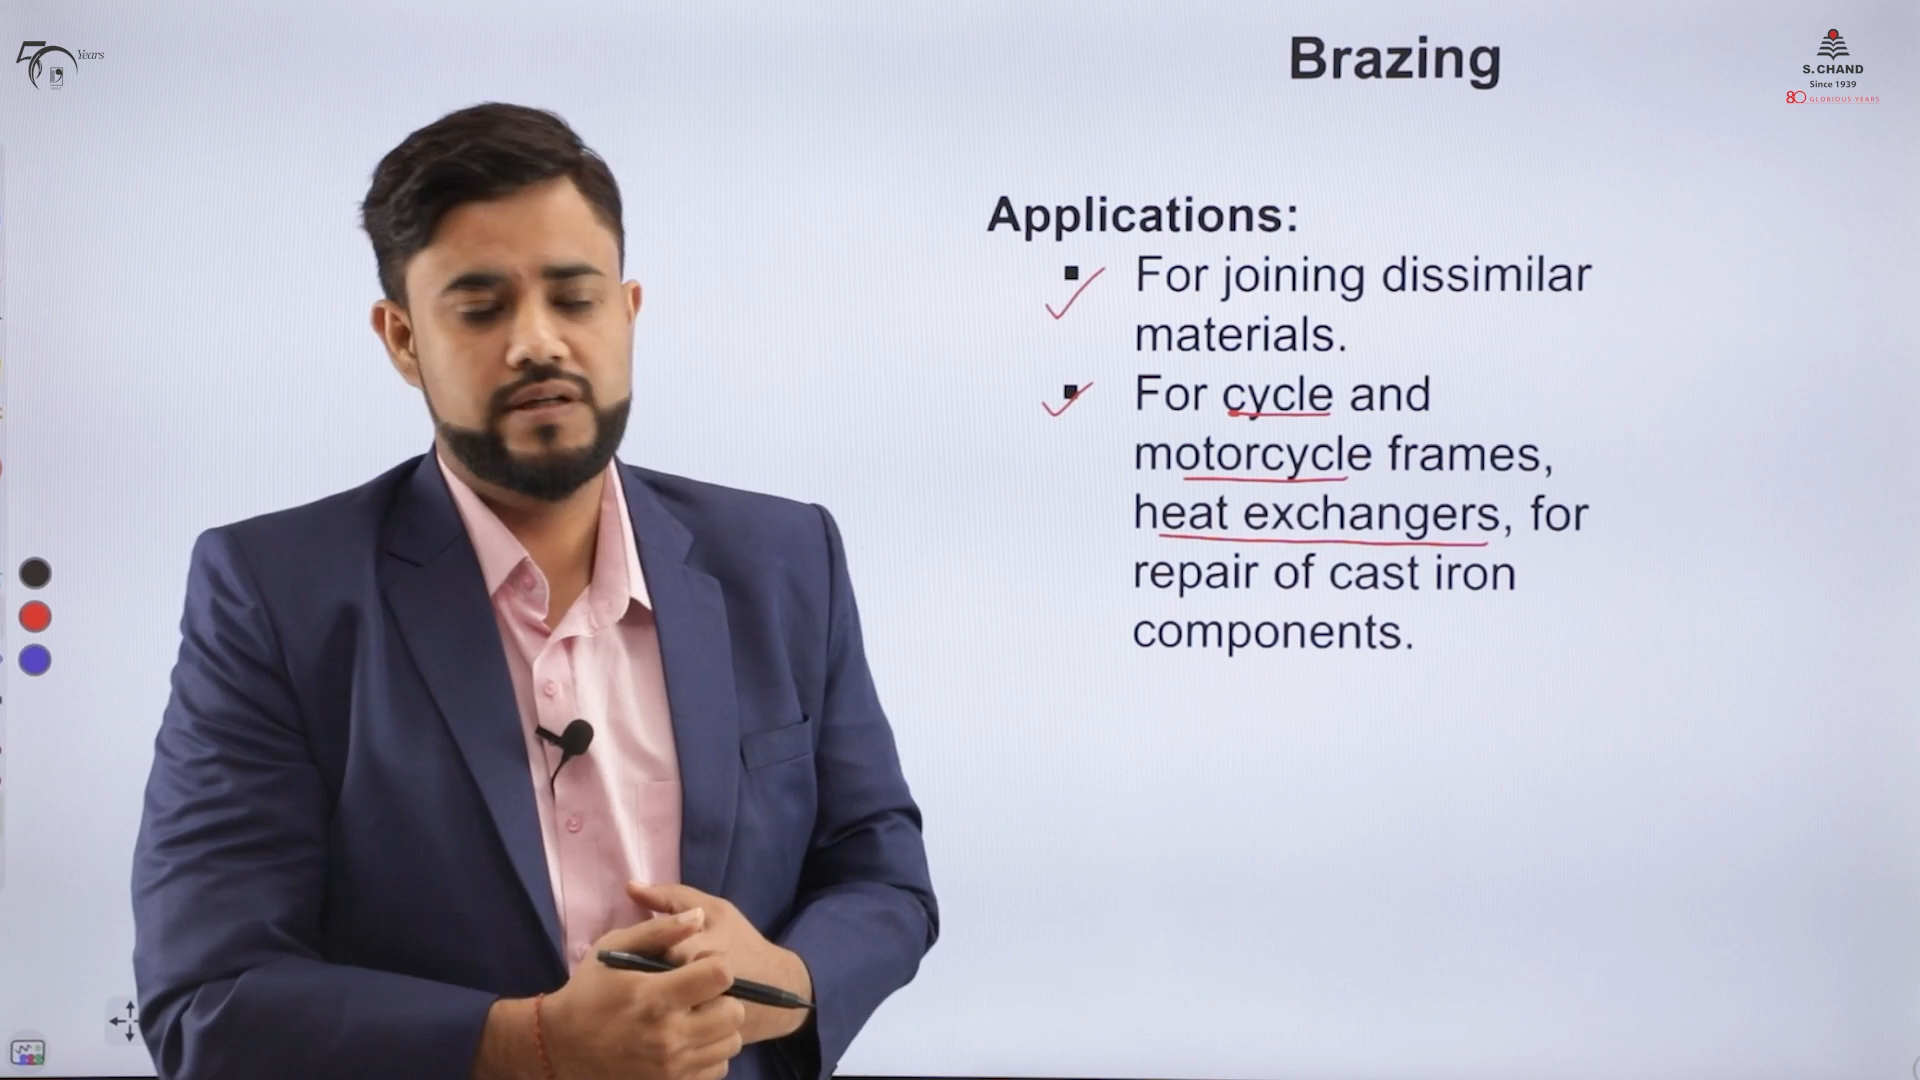 50 Years
Brazing
S. CHAND
Since 1939
80 GLORIOUS YEARS
Applications:
▪ For joining dissimilar
materials.
▪ For cycle and
motorcycle frames,
heat exchangers, for
repair of cast iron
components.